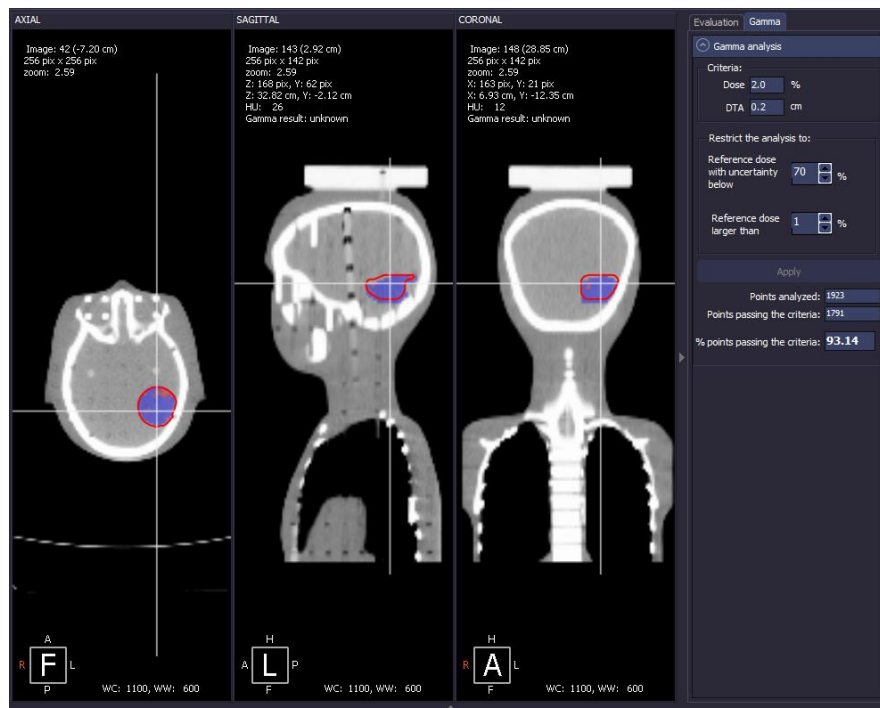 AXIAL
Image: 42 (-7.20 cm)
256 pix x 256 pix
zoom: 2.59
A
R F L
P
WC: 1100, WW: 600
SAGITTAL
Image: 143 (2.92 cm)
256 pix x 142 pix
zoom: 2.59
Z: 168 pix, Y: 62 pix
Z: 32.82 cm, Y: -2.12 cm
HU: 26
Gamma result: unknown
H
A L P
F
WC: 1100, WW: 600
CORONAL
Image: 148 (28.85 cm)
256 pix x 142 pix
zoom: 2.59
X: 163 pix, Y: 21 pix
X: 6.93 cm, Y: -12.35 cm
HU: 12
Gamma result: unknown
H
R A L
F
WC: 1100, WW: 600
Evaluation Gamma
Gamma analysis
Criteria:
Dose 2.0 %
DTA 0.2 cm
Restrict the analysis to:
Reference dose
with uncertainty 70 %
below
Reference dose 1 %
larger than
Apply
Points analyzed: 1923
Points passing the criteria: 1791
% points passing the criteria: 93.14